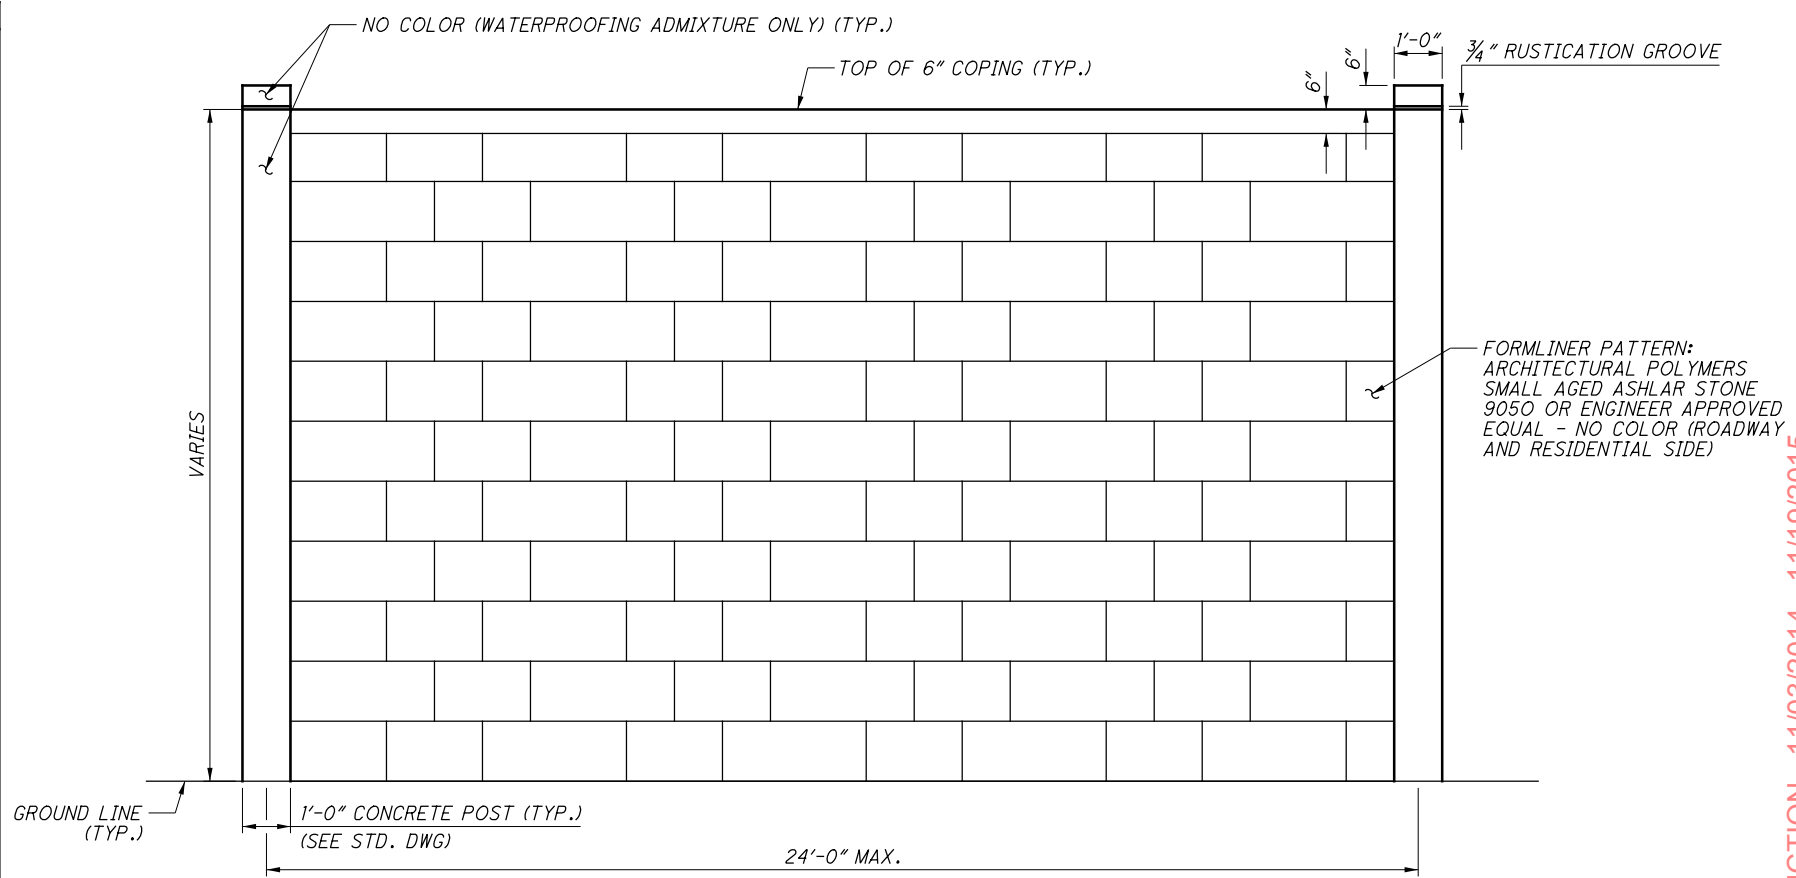 NO COLOR (WATERPROOFING ADMIXTURE ONLY) (TYP.)
TOP OF 6" COPING (TYP.)
6"
6"
1'-0"
3/4" RUSTICATION GROOVE
VARIES
FORMLINER PATTERN:
ARCHITECTURAL POLYMERS
SMALL AGED ASHLAR STONE
9050 OR ENGINEER APPROVED
EQUAL - NO COLOR (ROADWAY
AND RESIDENTIAL SIDE)
GROUND LINE
(TYP.)
1'-0" CONCRETE POST (TYP.)
(SEE STD. DWG)
24'-0" MAX.